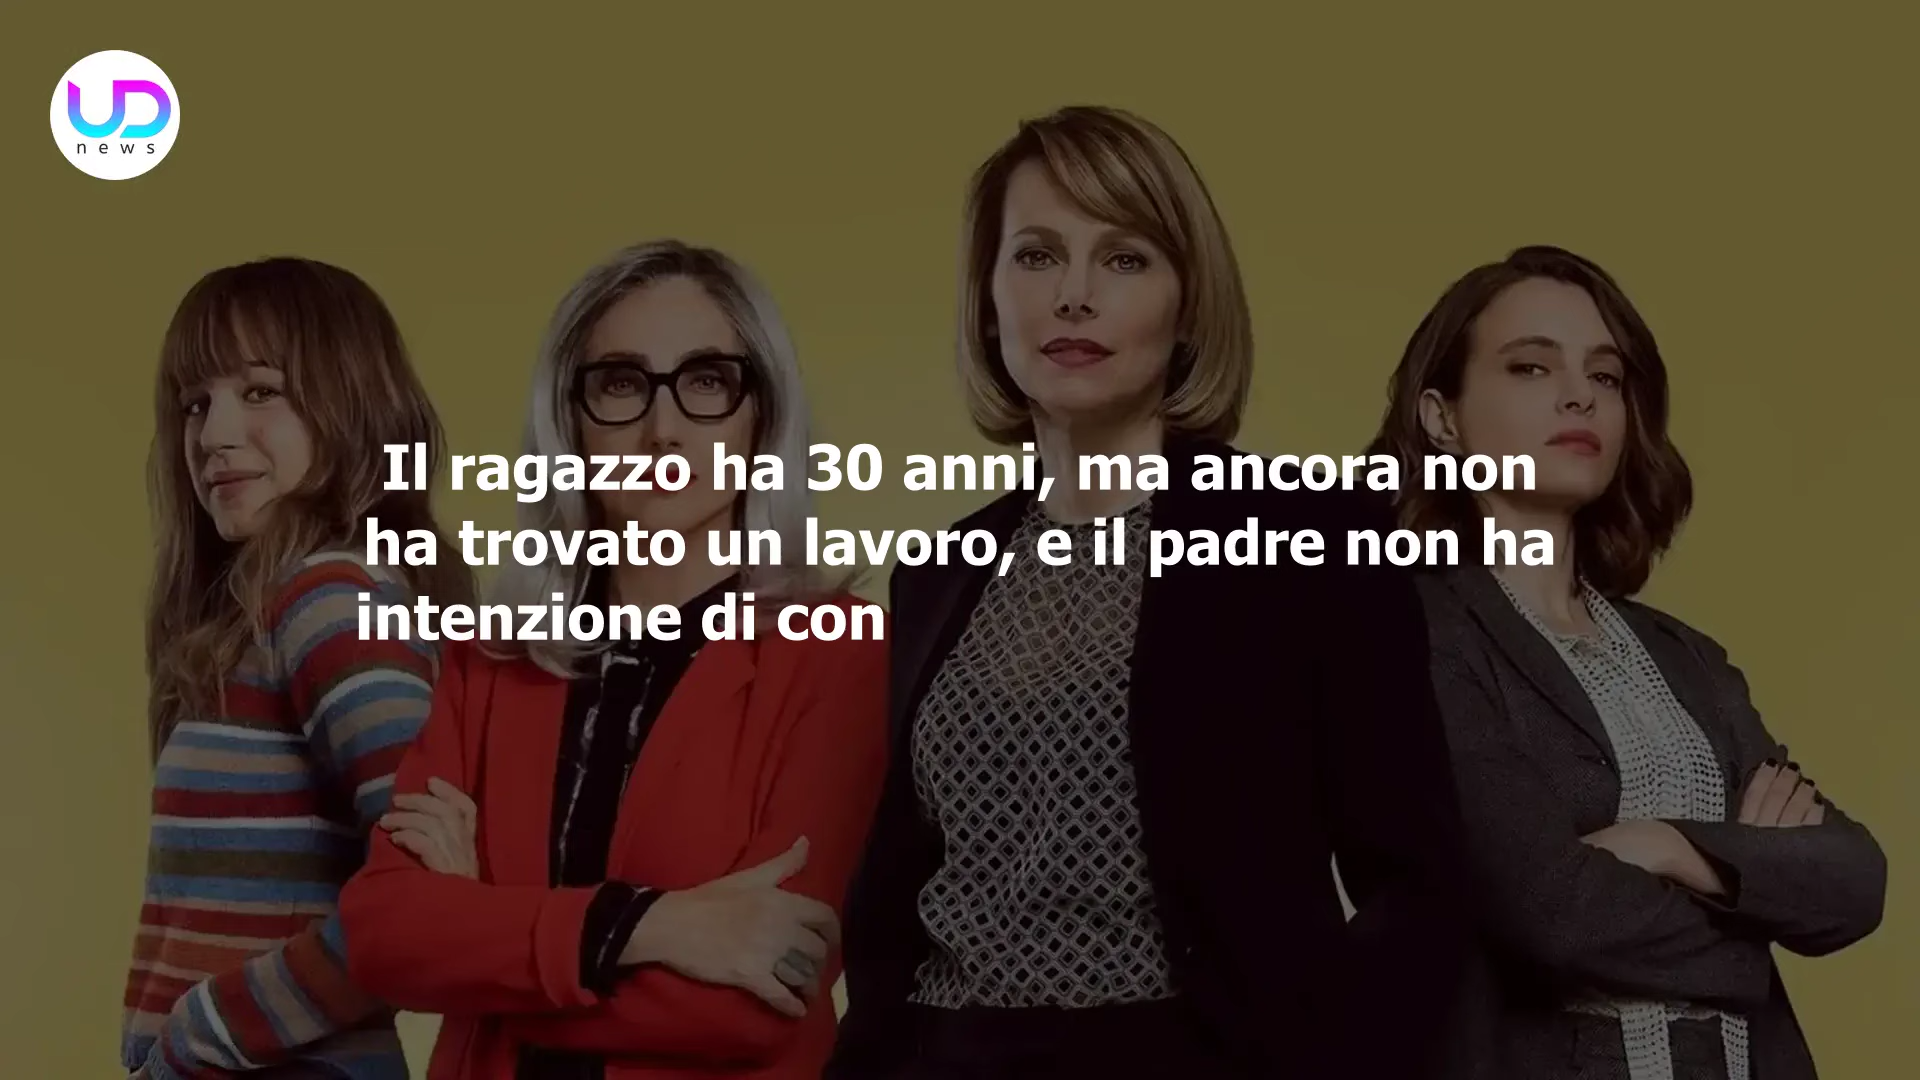 UD
news
Il ragazzo ha 30 anni, ma ancora non
ha trovato un lavoro, e il padre non ha
intenzione di con